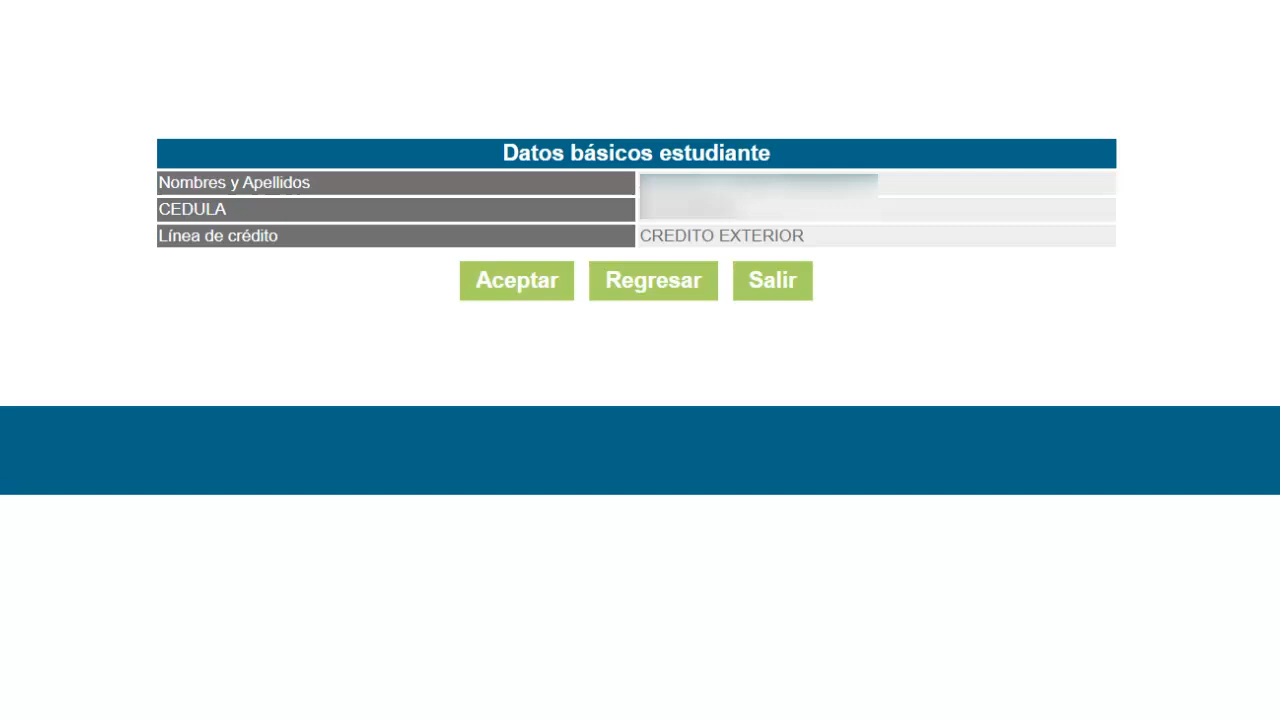 Datos básicos estudiante
Nombres y Apellidos
CEDULA
Línea de crédito CREDITO EXTERIOR
Aceptar Regresar Salir